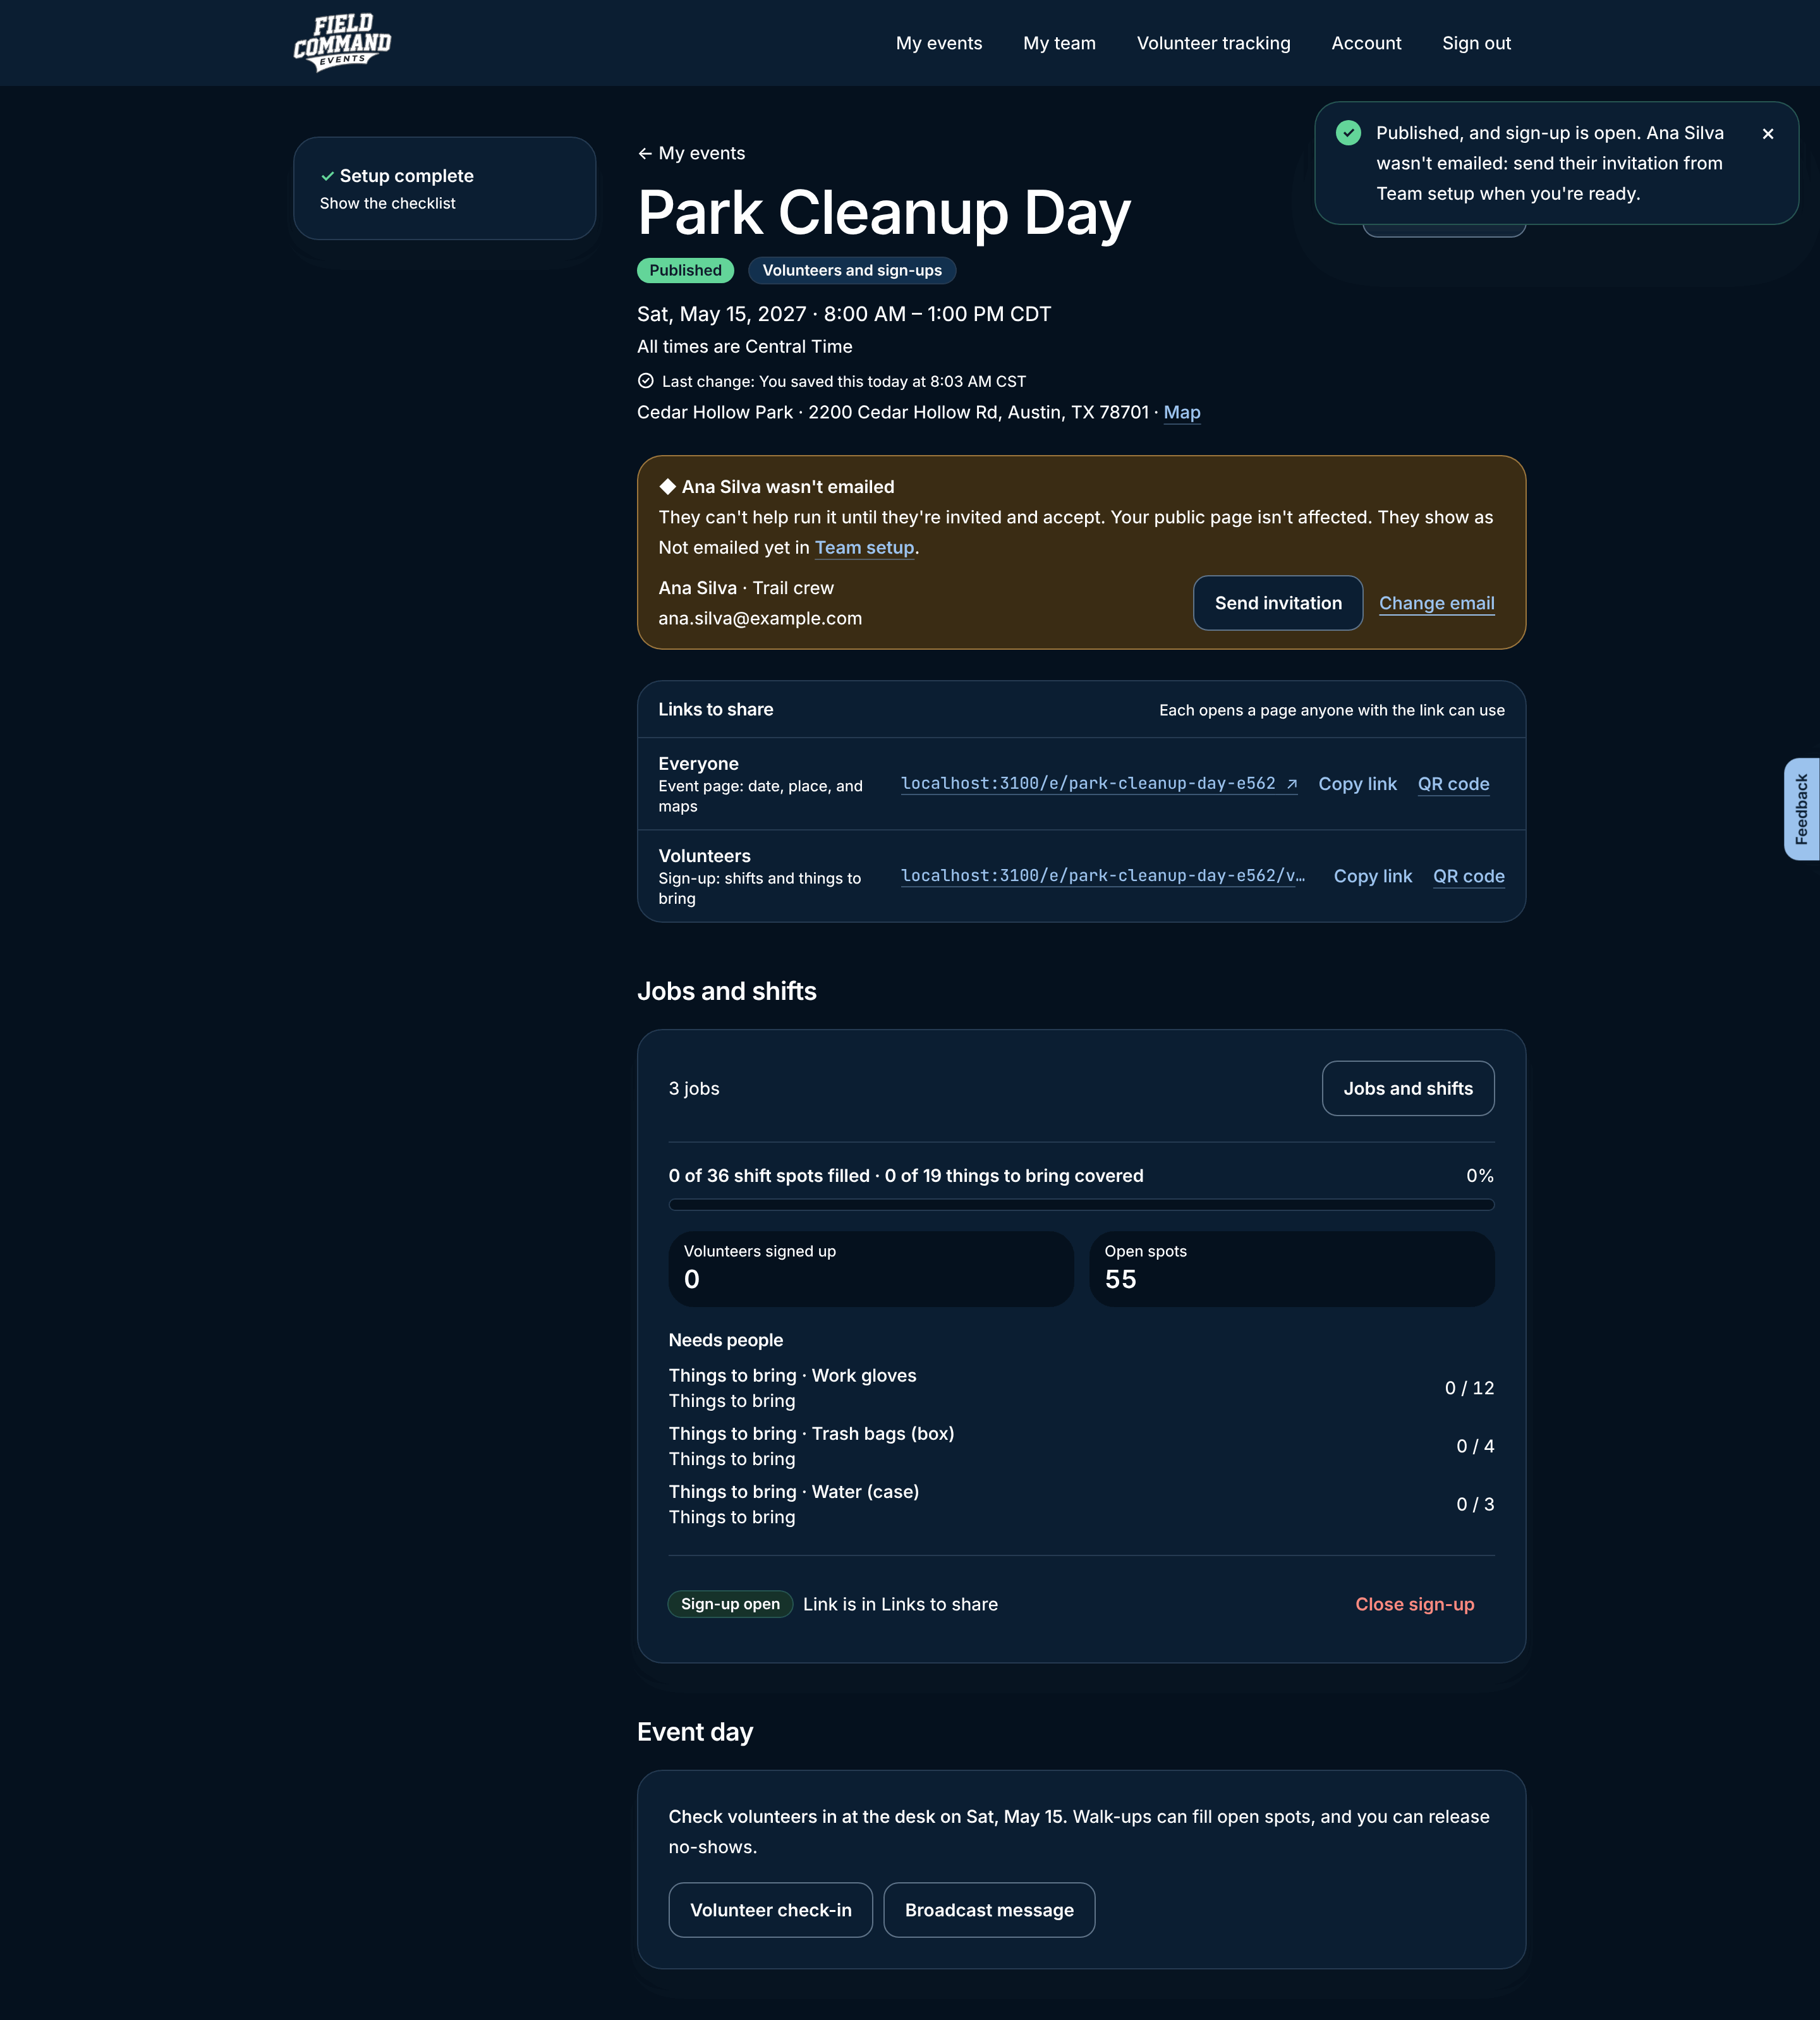 FIELD
COMMAND
EVENTS
My events
My team
Volunteer tracking
Account
Sign out
Published, and sign-up is open. Ana Silva
wasn't emailed: send their invitation from
Team setup when you're ready.
Setup complete
Show the checklist
← My events
Park Cleanup Day
Published
Volunteers and sign-ups
Sat, May 15, 2027 · 8:00 AM – 1:00 PM CDT
All times are Central Time
Last change: You saved this today at 8:03 AM CST
Cedar Hollow Park · 2200 Cedar Hollow Rd, Austin, TX 78701 · Map
Ana Silva wasn't emailed
They can't help run it until they're invited and accept. Your public page isn't affected. They show as
Not emailed yet in Team setup.
Ana Silva · Trail crew
ana.silva@example.com
Send invitation
Change email
Links to share
Each opens a page anyone with the link can use
Everyone
Event page: date, place, and
maps
localhost:3100/e/park-cleanup-day-e562 ↗
Copy link
QR code
Volunteers
Sign-up: shifts and things to
bring
localhost:3100/e/park-cleanup-day-e562/v…
Copy link
QR code
Feedback
Jobs and shifts
3 jobs
Jobs and shifts
0 of 36 shift spots filled · 0 of 19 things to bring covered
0%
Volunteers signed up
0
Open spots
55
Needs people
Things to bring · Work gloves
Things to bring
0 / 12
Things to bring · Trash bags (box)
Things to bring
0 / 4
Things to bring · Water (case)
Things to bring
0 / 3
Sign-up open
Link is in Links to share
Close sign-up
Event day
Check volunteers in at the desk on Sat, May 15. Walk-ups can fill open spots, and you can release
no-shows.
Volunteer check-in
Broadcast message